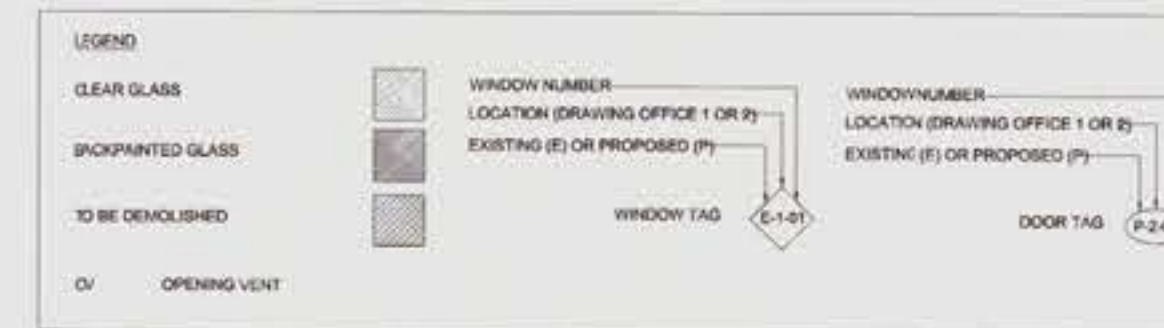 LEGEND
CLEAR GLASS
BACKPAINTED GLASS
TO BE DEMOLISHED
OV OPENING VENT
WINDOW NUMBER
LOCATION (DRAWING OFFICE 1 OR 2)
EXISTING (E) OR PROPOSED (P)
WINDOW TAG
E-1-01
WINDOWNUMBER
LOCATION (DRAWING OFFICE 1 OR 2)
EXISTING (E) OR PROPOSED (P)
DOOR TAG